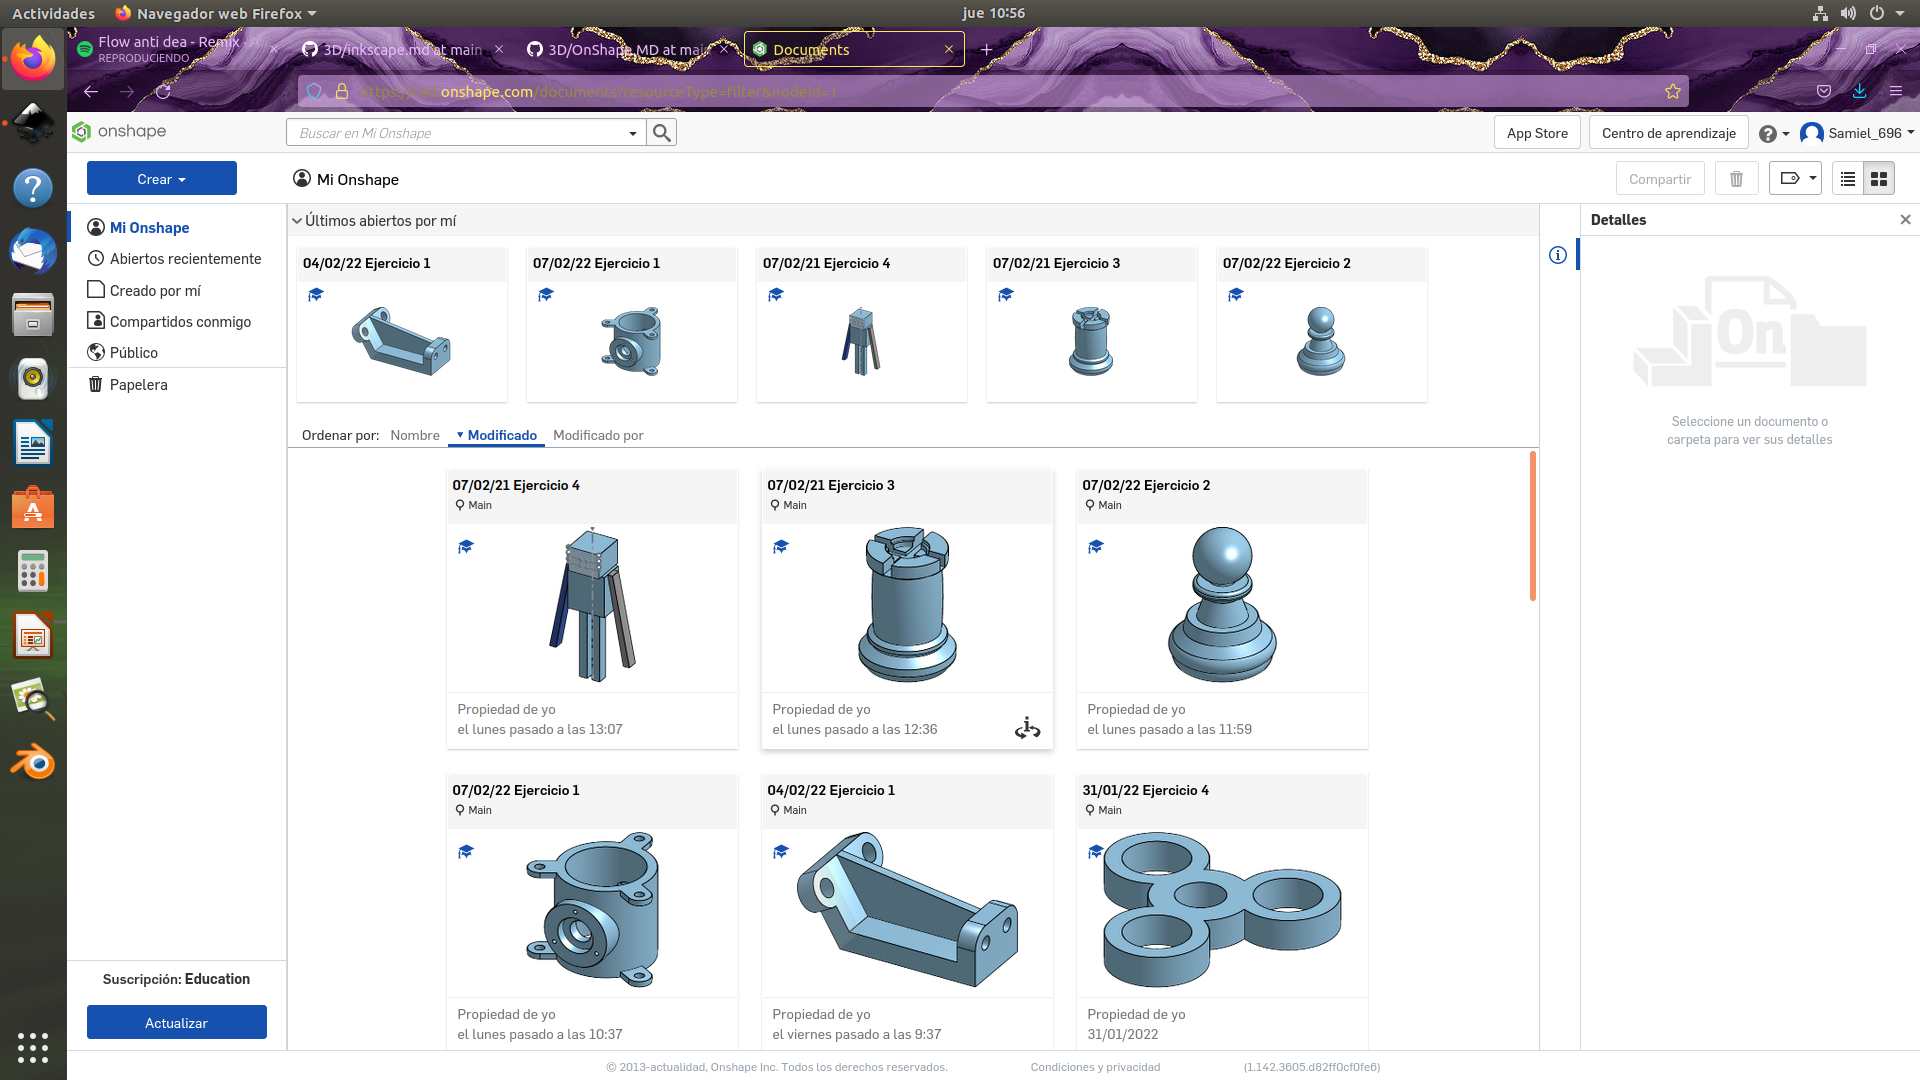 Actividades
Navegador web Firefox
jue 10:56
Flow anti dea - Remix - A
REPRODUCIENDO
3D/inkscape.md at main
3D/OnShape.MD at main
Documents
https://cad.onshape.com/documents?resourceType=filter&nodeId=1
onshape
Buscar en Mi Onshape
App Store
Centro de aprendizaje
Samiel_696
Crear
Mi Onshape
Compartir
Mi Onshape
Abiertos recientemente
Creado por mí
Compartidos conmigo
Público
Papelera
Últimos abiertos por mí
04/02/22 Ejercicio 1
07/02/22 Ejercicio 1
07/02/21 Ejercicio 4
07/02/21 Ejercicio 3
07/02/22 Ejercicio 2
Ordenar por:
Nombre
Modificado
Modificado por
07/02/21 Ejercicio 4
Main
Propiedad de yo
el lunes pasado a las 13:07
07/02/21 Ejercicio 3
Main
Propiedad de yo
el lunes pasado a las 12:36
07/02/22 Ejercicio 2
Main
Propiedad de yo
el lunes pasado a las 11:59
07/02/22 Ejercicio 1
Main
Propiedad de yo
el lunes pasado a las 10:37
04/02/22 Ejercicio 1
Main
Propiedad de yo
el viernes pasado a las 9:37
31/01/22 Ejercicio 4
Main
Propiedad de yo
31/01/2022
Detalles
On
Seleccione un documento o
carpeta para ver sus detalles
Suscripción: Education
Actualizar
© 2013-actualidad, Onshape Inc. Todos los derechos reservados.
Condiciones y privacidad
(1.142.3605.d82ff0cf0fe6)